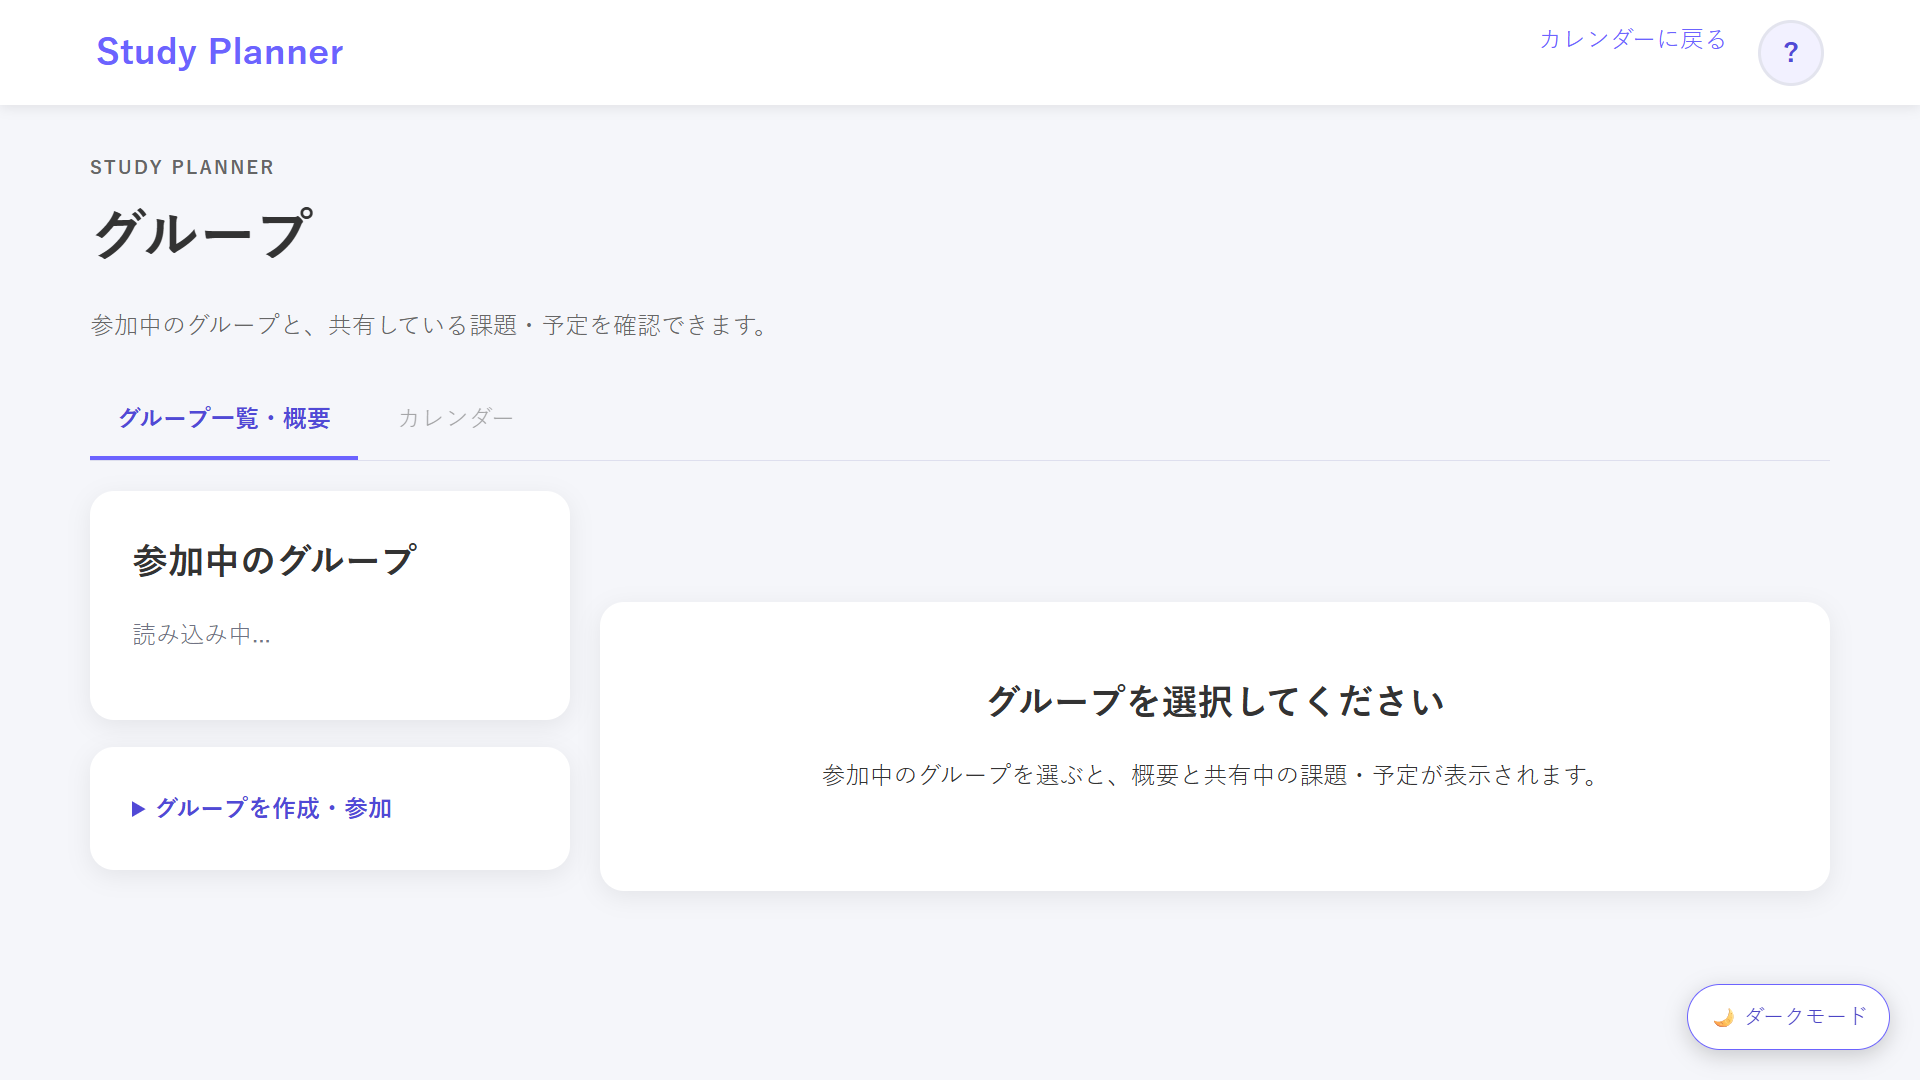 Study Planner
カレンダーに戻る
?
STUDY PLANNER
グループ
参加中のグループと、共有している課題・予定を確認できます。
グループ一覧・概要
カレンダー
参加中のグループ
読み込み中...
▶ グループを作成・参加
グループを選択してください
参加中のグループを選ぶと、概要と共有中の課題・予定が表示されます。
🌙 ダークモード